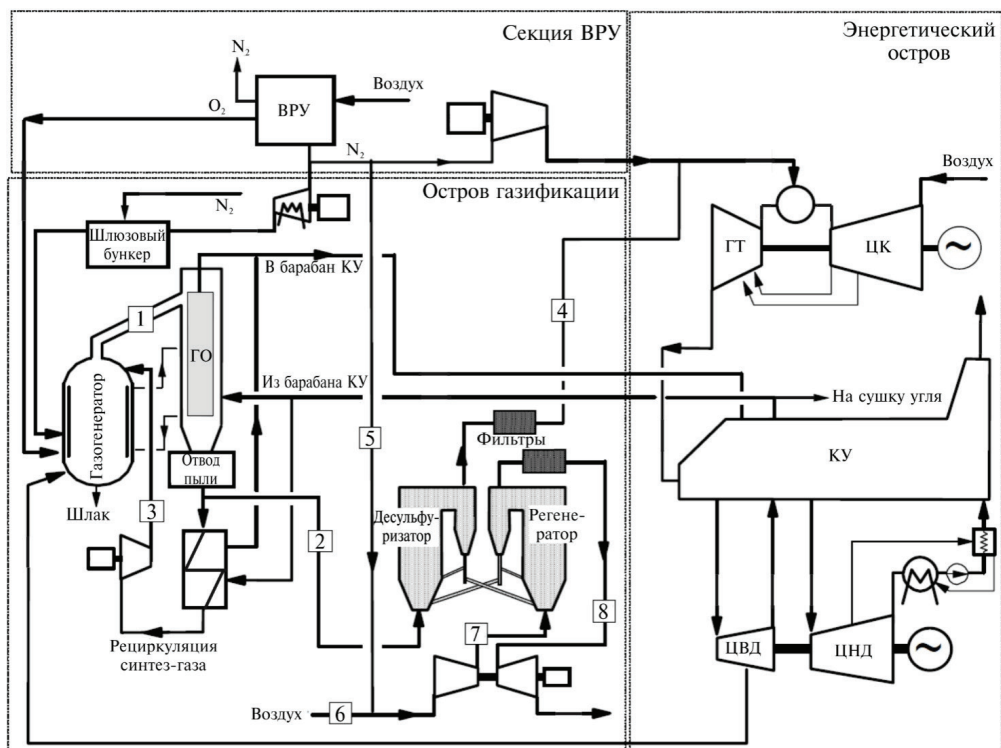 Секция ВРУ
Энергетический
остров
N₂
Воздух
O₂
ВРУ
N₂
Воздух
Остров газификации
N₂
Шлюзовый
бункер
В барабан КУ
ГТ
ЦК
~
1
4
ГО
Газогенератор
Из барабана КУ
На сушку угля
5
Фильтры
КУ
Отвод
пыли
Шлак
3
2
Десульфу-
ризатор
Регене-
ратор
8
7
Рециркуляция
синтез-газа
ЦВД
ЦНД
~
Воздух
6